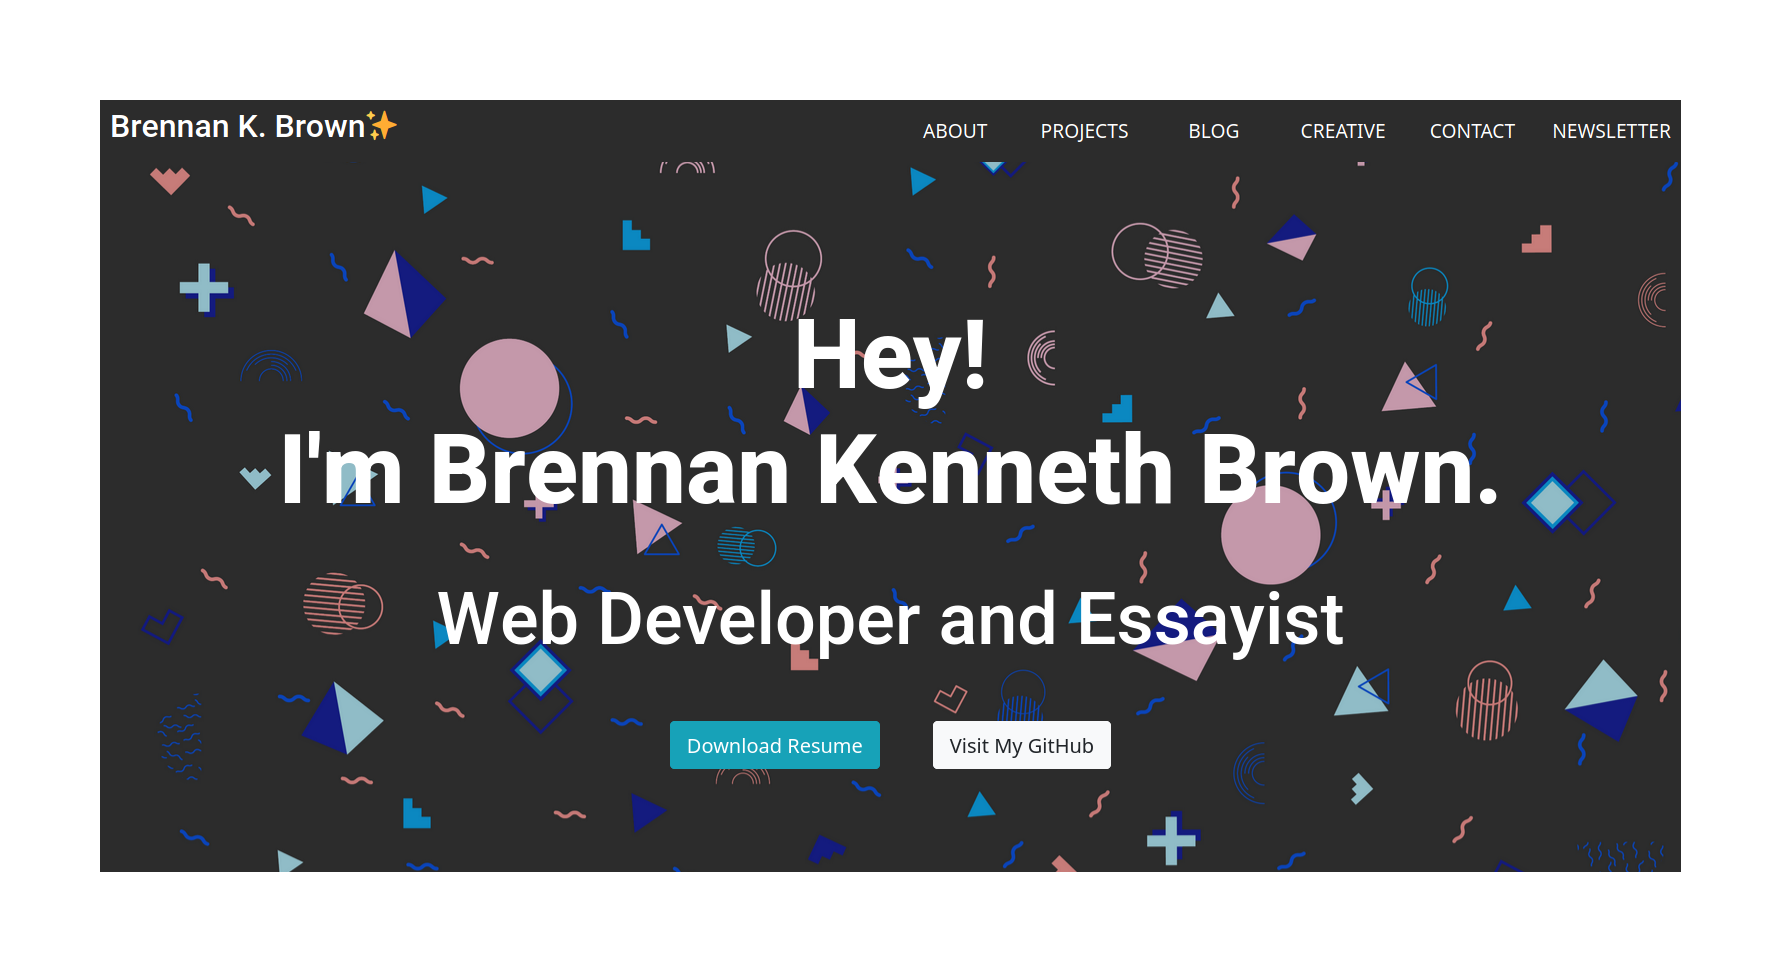 Brennan K. Brown✨
ABOUT PROJECTS BLOG CREATIVE CONTACT NEWSLETTER
Hey!
I'm Brennan Kenneth Brown.
Web Developer and Essayist
Download Resume Visit My GitHub